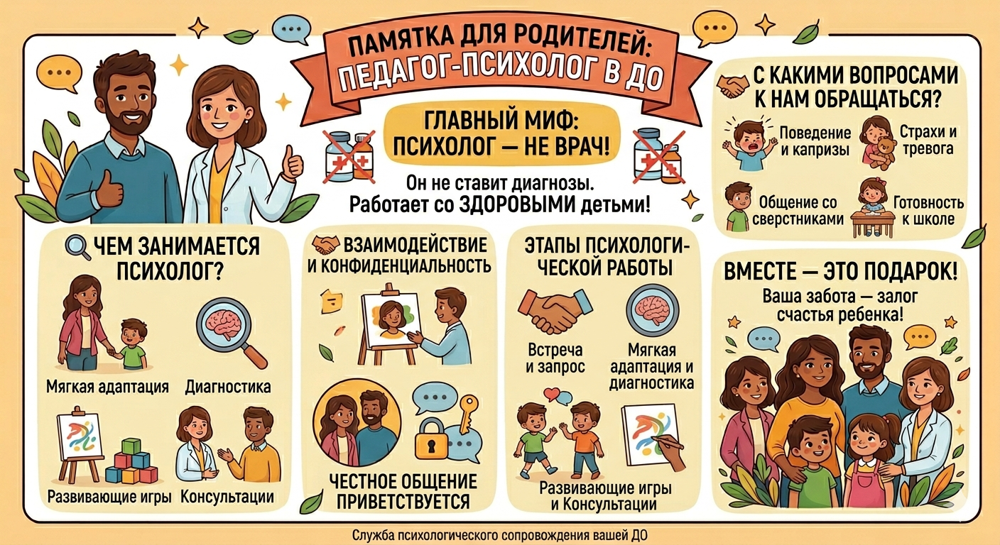 ПАМЯТКА ДЛЯ РОДИТЕЛЕЙ:
ПЕДАГОГ-ПСИХОЛОГ В ДО
ГЛАВНЫЙ МИФ:
ПСИХОЛОГ — НЕ ВРАЧ!
Он не ставит диагнозы.
Работает со ЗДОРОВЫМИ детьми!
С КАКИМИ ВОПРОСАМИ
К НАМ ОБРАЩАТЬСЯ?
Поведение
и капризы
Страхи и
тревога
Общение со
сверстниками
Готовность
к школе
ЧЕМ ЗАНИМАЕТСЯ
ПСИХОЛОГ?
Мягкая адаптация
Диагностика
Развивающие игры
Консультации
ВЗАИМОДЕЙСТВИЕ
И КОНФИДЕНЦИАЛЬНОСТЬ
ЧЕСТНОЕ ОБЩЕНИЕ
ПРИВЕТСТВУЕТСЯ
ЭТАПЫ ПСИХОЛОГИ-
ЧЕСКОЙ РАБОТЫ
Встреча
и запрос
Мягкая
адаптация и
диагностика
Развивающие игры
и Консультации
ВМЕСТЕ — ЭТО ПОДАРОК!
Ваша забота — залог
счастья ребенка!
Служба психологического сопровождения вашей ДО